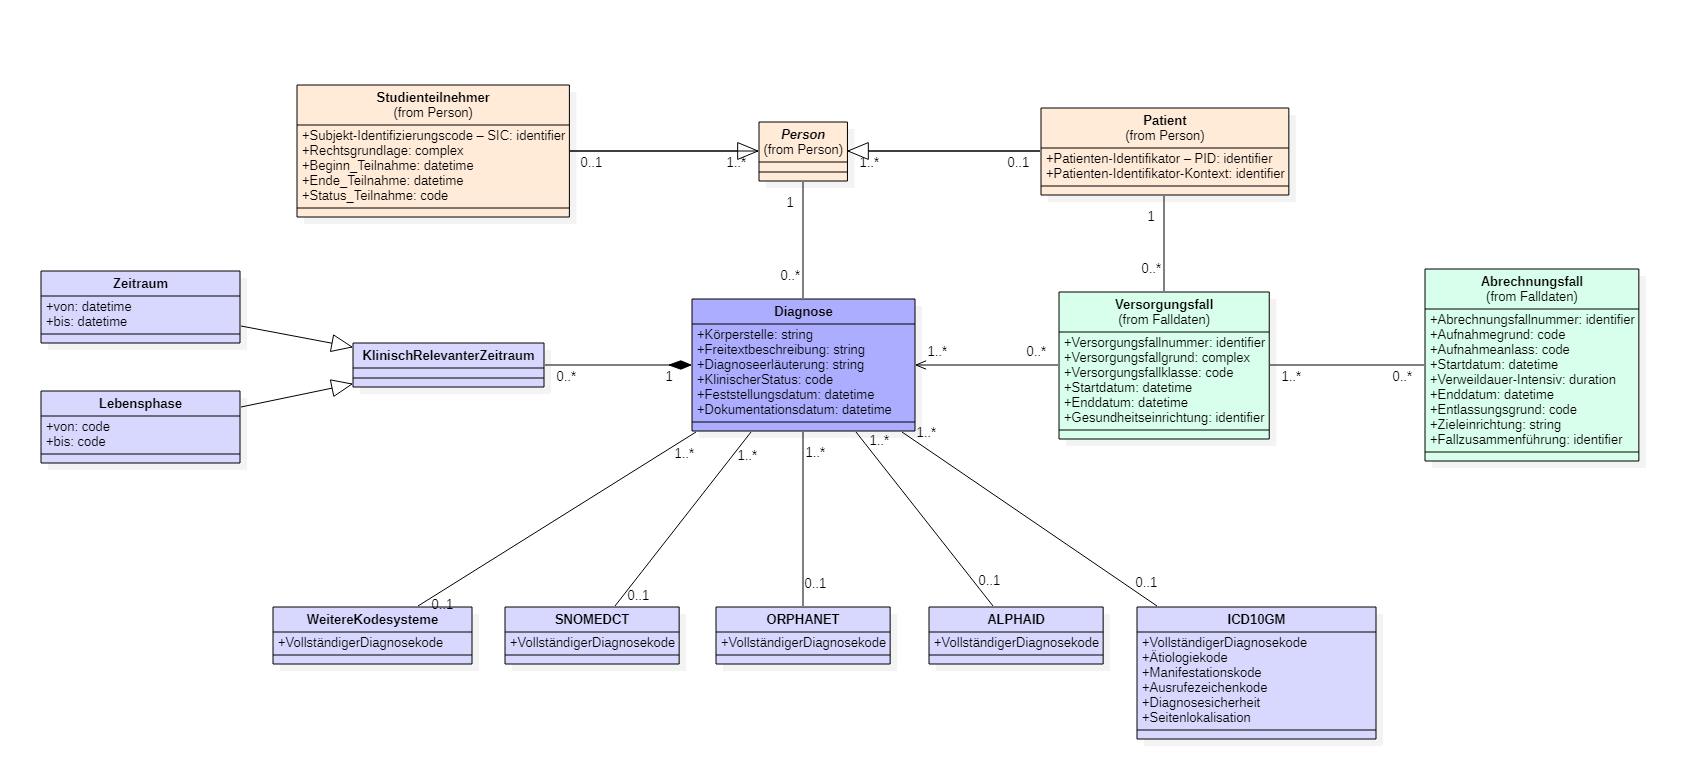 Studienteilnehmer
(from Person)
+Subjekt-Identifizierungscode – SIC: identifier
+Rechtsgrundlage: complex
+Beginn_Teilnahme: datetime
+Ende_Teilnahme: datetime
+Status_Teilnahme: code
0..1
1..*
Person
(from Person)
1..*
0..1
Patient
(from Person)
+Patienten-Identifikator – PID: identifier
+Patienten-Identifikator-Kontext: identifier
1
0..*
1
0..*
Zeitraum
+von: datetime
+bis: datetime
Lebensphase
+von: code
+bis: code
KlinischRelevanterZeitraum
0..*
1
Diagnose
+Körperstelle: string
+Freitextbeschreibung: string
+Diagnoseerläuterung: string
+KlinischerStatus: code
+Feststellungsdatum: datetime
+Dokumentationsdatum: datetime
1..*
0..*
Versorgungsfall
(from Falldaten)
+Versorgungsfallnummer: identifier
+Versorgungsfallgrund: complex
+Versorgungsfallklasse: code
+Startdatum: datetime
+Enddatum: datetime
+Gesundheitseinrichtung: identifier
1..*
0..*
Abrechnungsfall
(from Falldaten)
+Abrechnungsfallnummer: identifier
+Aufnahmegrund: code
+Aufnahmeanlass: code
+Startdatum: datetime
+Verweildauer-Intensiv: duration
+Enddatum: datetime
+Entlassungsgrund: code
+Zieleinrichtung: string
+Fallzusammenführung: identifier
1..*
1..*
1..*
1..*
1..*
0..1
0..1
0..1
0..1
0..1
WeitereKodesysteme
+VollständigerDiagnosekode
SNOMEDCT
+VollständigerDiagnosekode
ORPHANET
+VollständigerDiagnosekode
ALPHAID
+VollständigerDiagnosekode
ICD10GM
+VollständigerDiagnosekode
+Ätiologiekode
+Manifestationskode
+Ausrufezeichenkode
+Diagnosesicherheit
+Seitenlokalisation